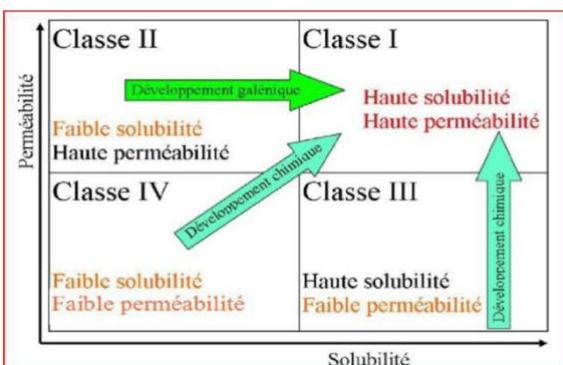 Classe II
Classe I
Développement galénique
Haute solubilité
Haute perméabilité
Faible solubilité
Haute perméabilité
Perméabilité
Classe IV
Développement chimique
Classe III
Développement chimique
Faible solubilité
Faible perméabilité
Haute solubilité
Faible perméabilité
Solubilité